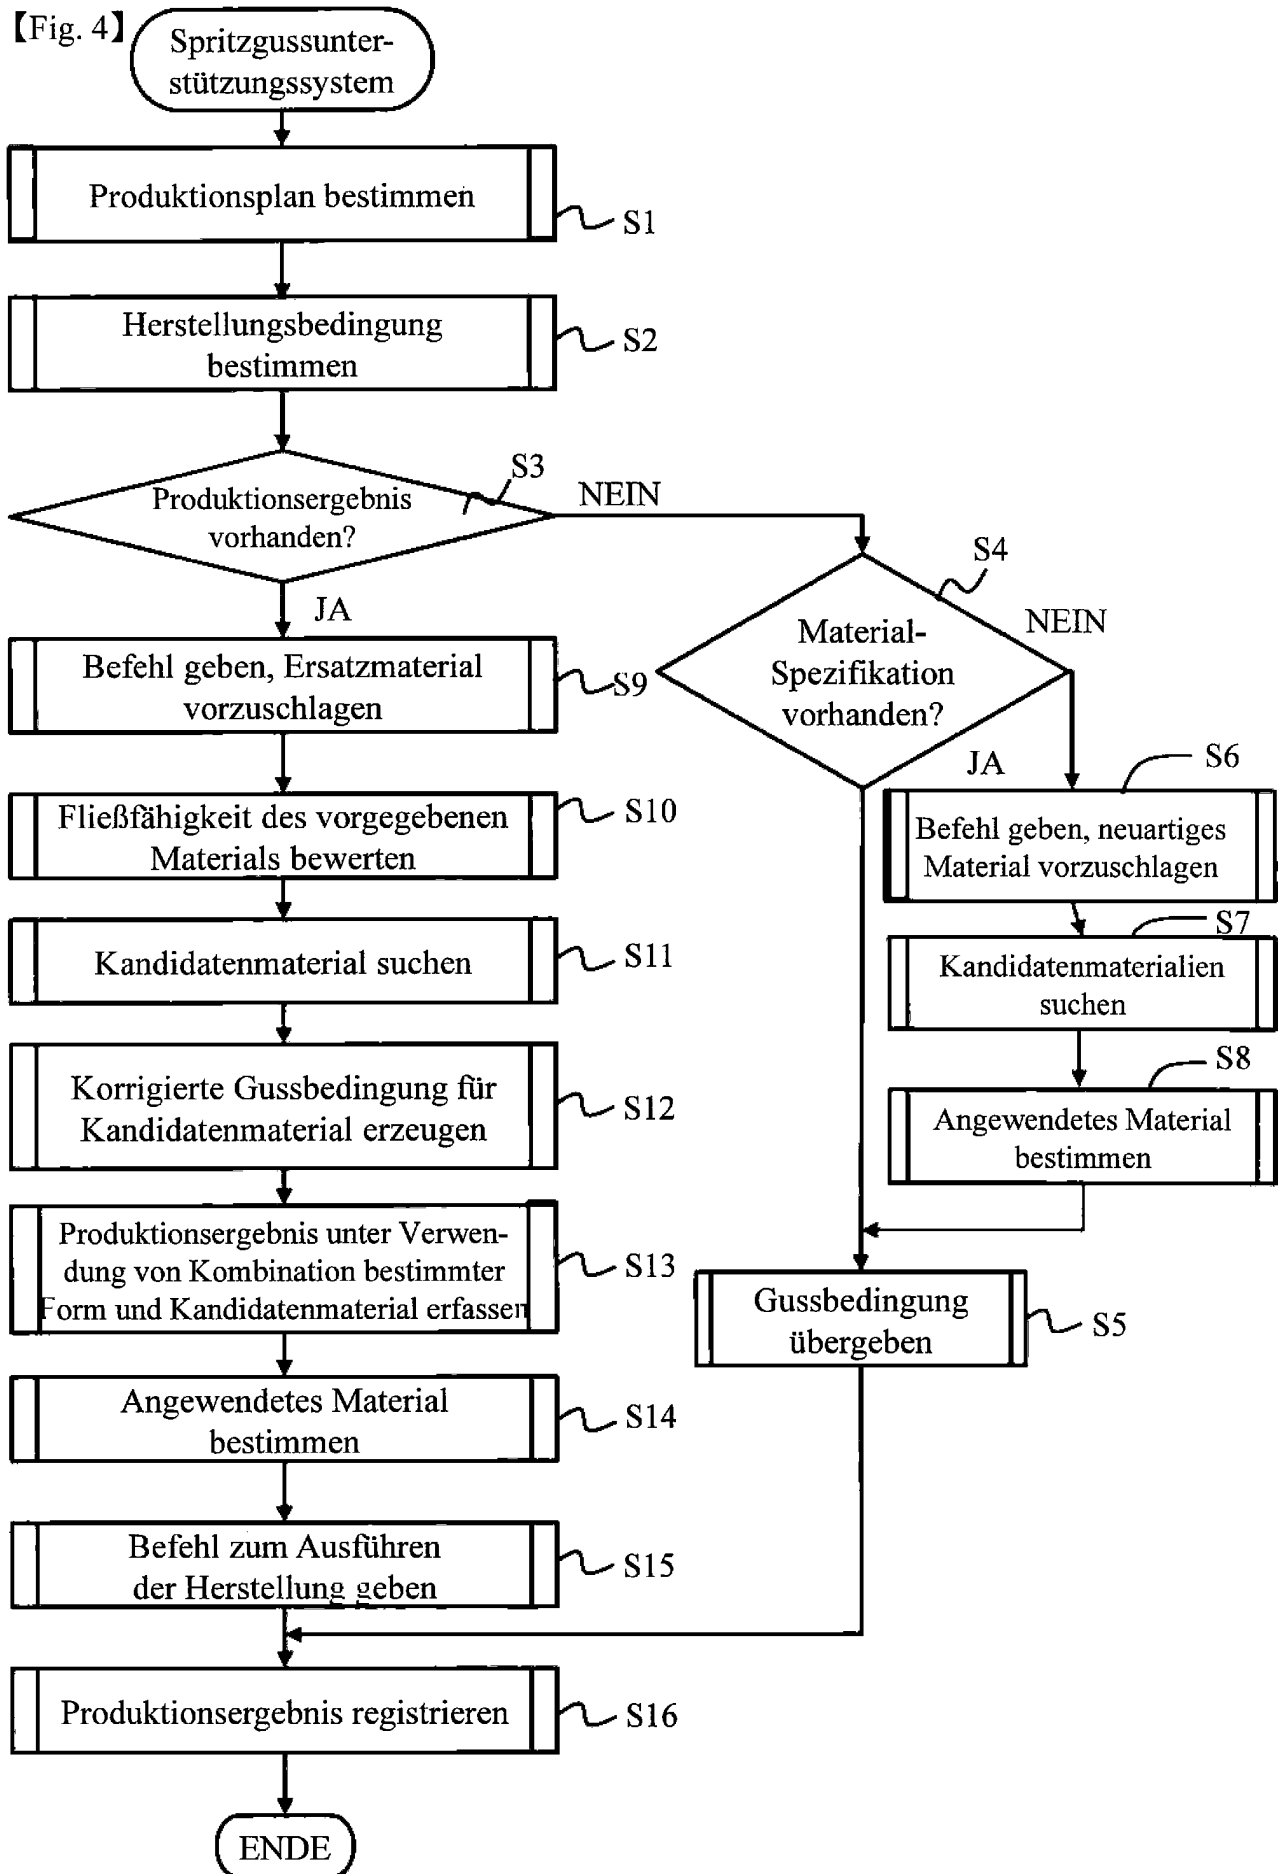 【Fig. 4】
Spritzgussunter-
stützungssystem
Produktionsplan bestimmen
S1
Herstellungsbedingung
bestimmen
S2
Produktionsergebnis
vorhanden?
S3
NEIN
JA
Material-
Spezifikation
vorhanden?
S4
NEIN
JA
Befehl geben, neuartiges
Material vorzuschlagen
S6
Kandidatenmaterialien
suchen
S7
Angewendetes Material
bestimmen
S8
Gussbedingung
übergeben
S5
Befehl geben, Ersatzmaterial
vorzuschlagen
S9
Fließfähigkeit des vorgegebenen
Materials bewerten
S10
Kandidatenmaterial suchen
S11
Korrigierte Gussbedingung für
Kandidatenmaterial erzeugen
S12
Produktionsergebnis unter Verwen-
dung von Kombination bestimmter
Form und Kandidatenmaterial erfassen
S13
Angewendetes Material
bestimmen
S14
Befehl zum Ausführen
der Herstellung geben
S15
Produktionsergebnis registrieren
S16
ENDE